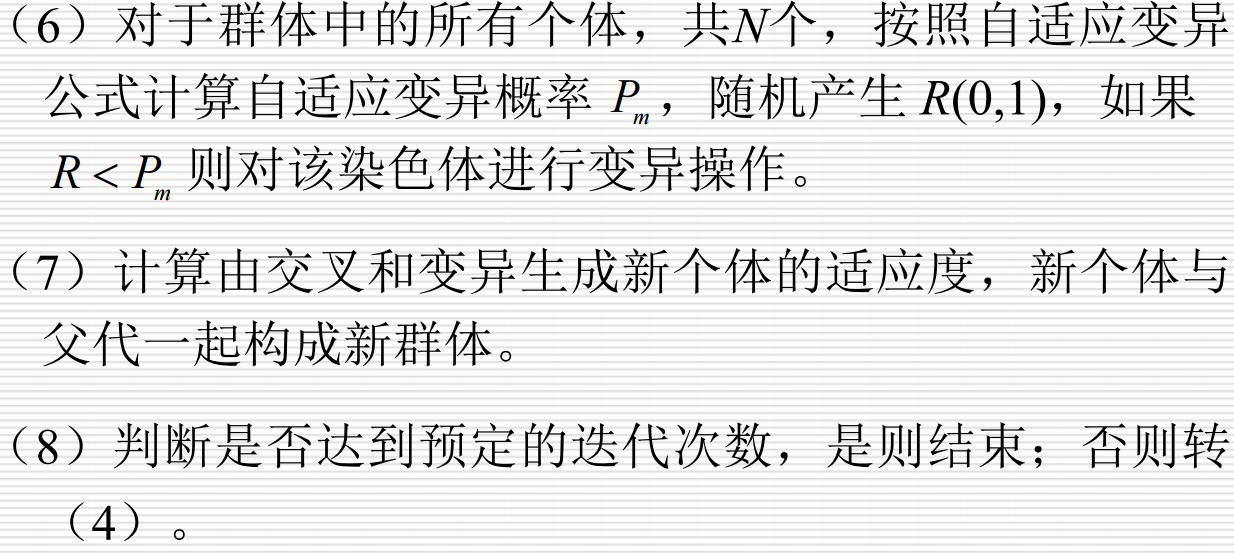 （6）对于群体中的所有个体，共N个，按照自适应变异
公式计算自适应变异概率 Pm，随机产生 R(0,1)，如果
R < Pm 则对该染色体进行变异操作。
（7）计算由交叉和变异生成新个体的适应度，新个体与
父代一起构成新群体。
（8）判断是否达到预定的迭代次数，是则结束；否则转
（4）。